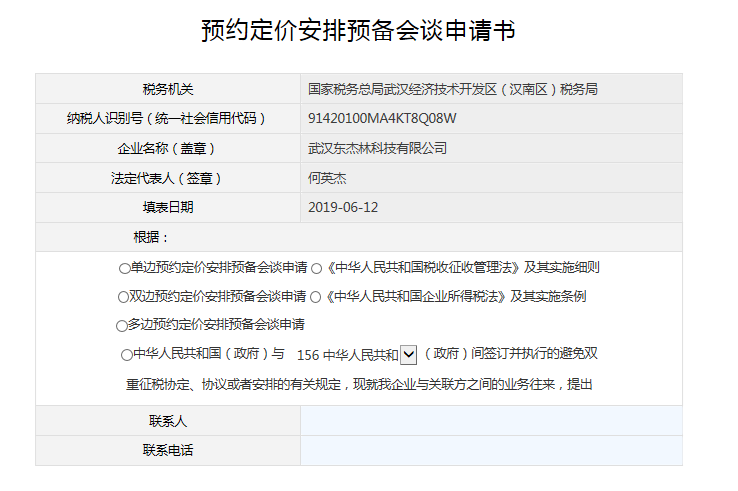 预约定价安排预备会谈申请书
税务机关 国家税务总局武汉经济技术开发区（汉南区）税务局
纳税人识别号（统一社会信用代码） 91420100MA4KT8Q08W
企业名称（盖章） 武汉东杰林科技有限公司
法定代表人（签章） 何英杰
填表日期 2019-06-12
根据：
单边预约定价安排预备会谈申请 《中华人民共和国税收征收管理法》及其实施细则
双边预约定价安排预备会谈申请 《中华人民共和国企业所得税法》及其实施条例
多边预约定价安排预备会谈申请
中华人民共和国（政府）与 156 中华人民共和 （政府）间签订并执行的避免双
重征税协定、协议或者安排的有关规定，现就我企业与关联方之间的业务往来，提出
联系人
联系电话